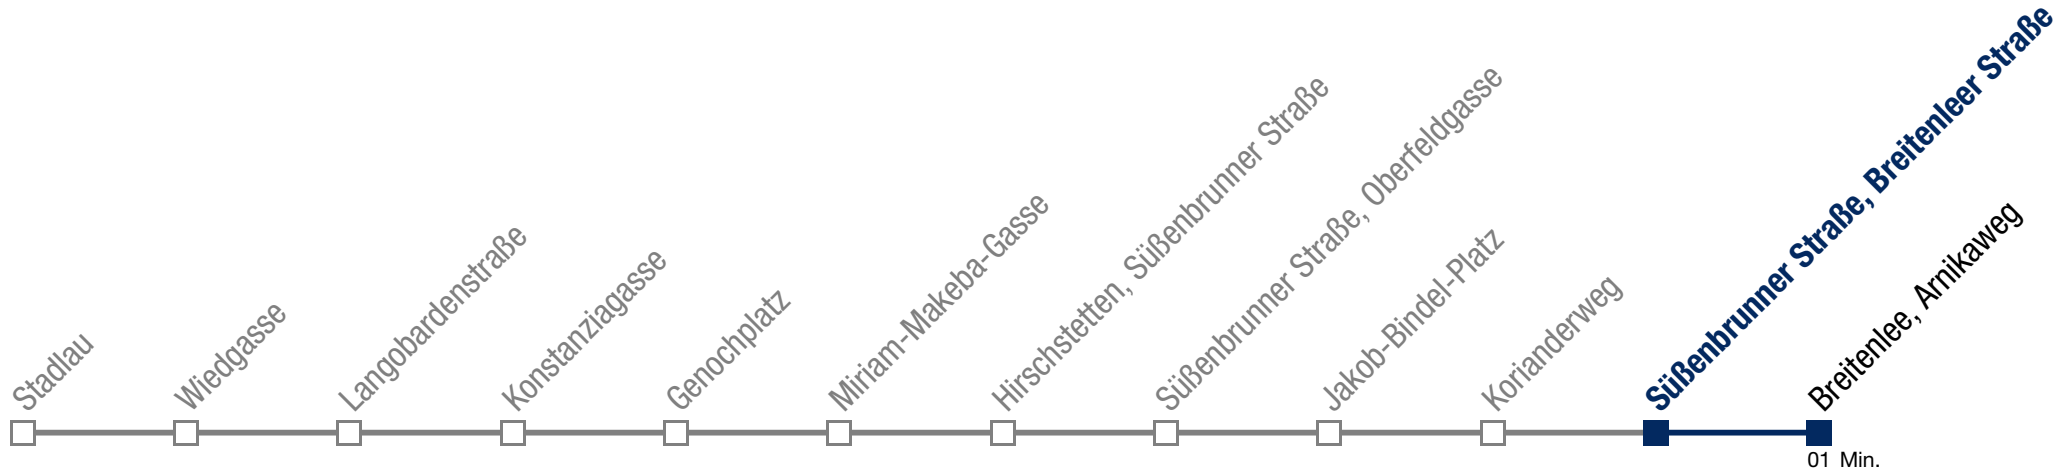 Stadlau
Wiedgasse
Langobardenstraße
Konstanziagasse
Genochplatz
Miriam-Makeba-Gasse
Hirschstetten, Süßenbrunner Straße
Süßenbrunner Straße, Oberfeldgasse
Jakob-Bindel-Platz
Korianderweg
Süßenbrunner Straße, Breitenleer Straße
Breitenlee, Arnikaweg
01 Min.